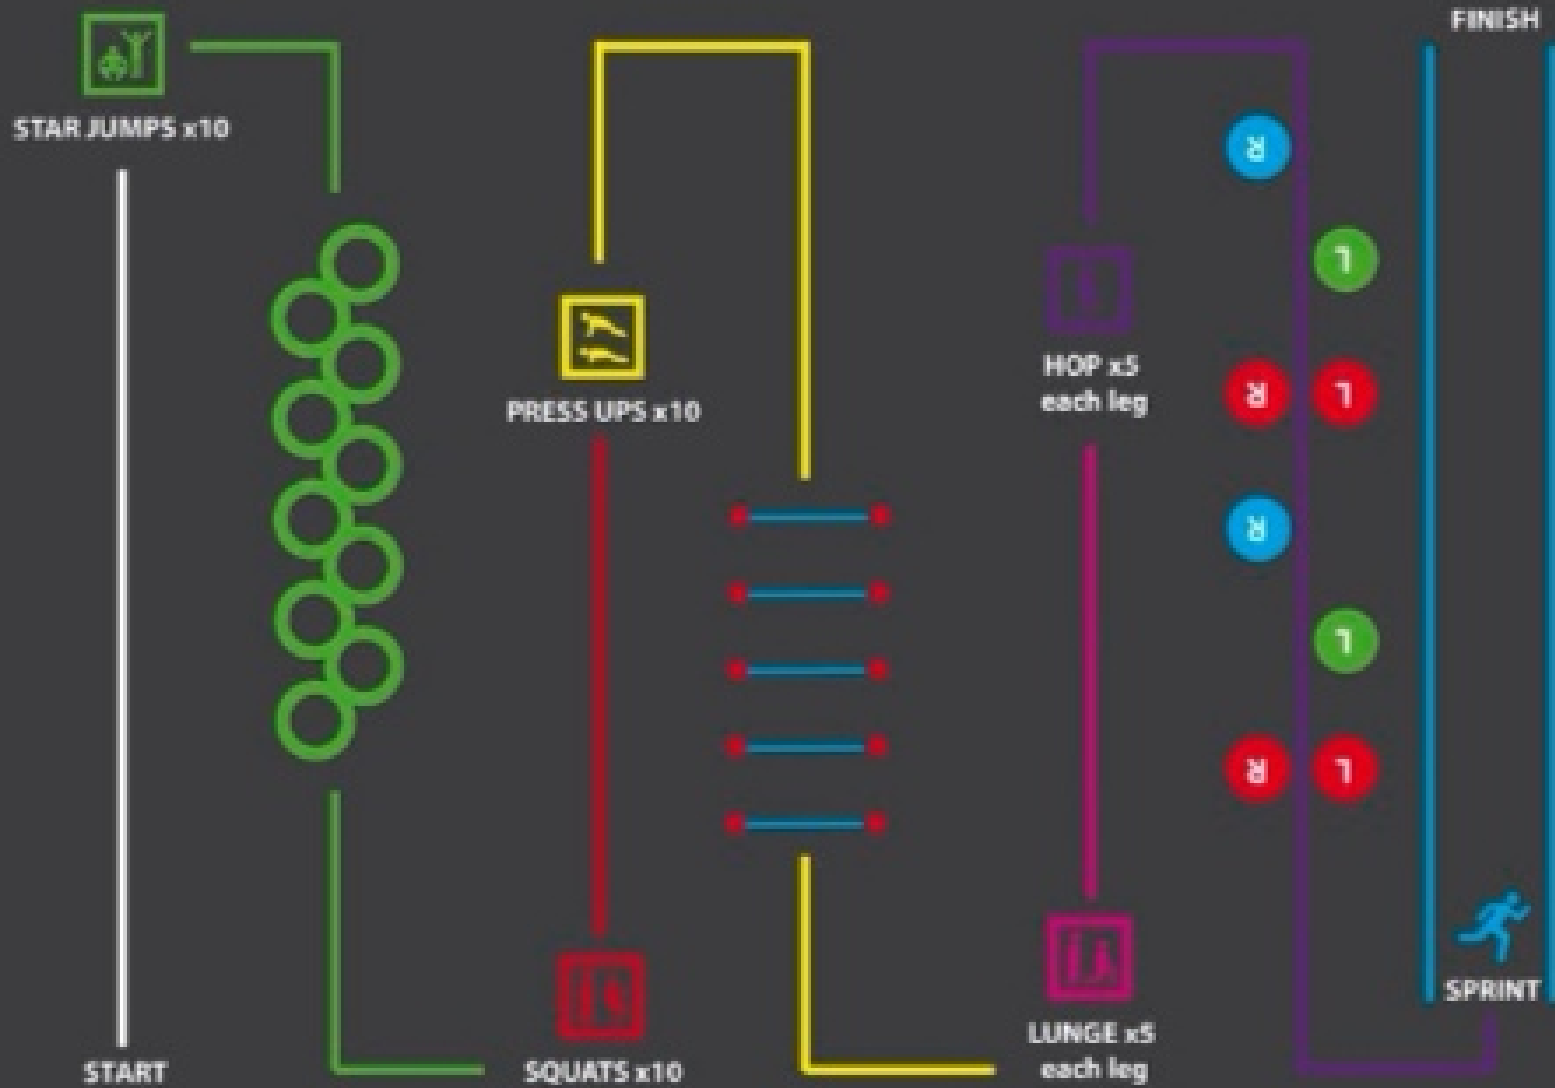 FINISH
STAR JUMPS x10
R
L
HOP x5
each leg
R L
PRESS UPS x10
R
L
R L
SPRINT
LUNGE x5
each leg
START
SQUATS x10